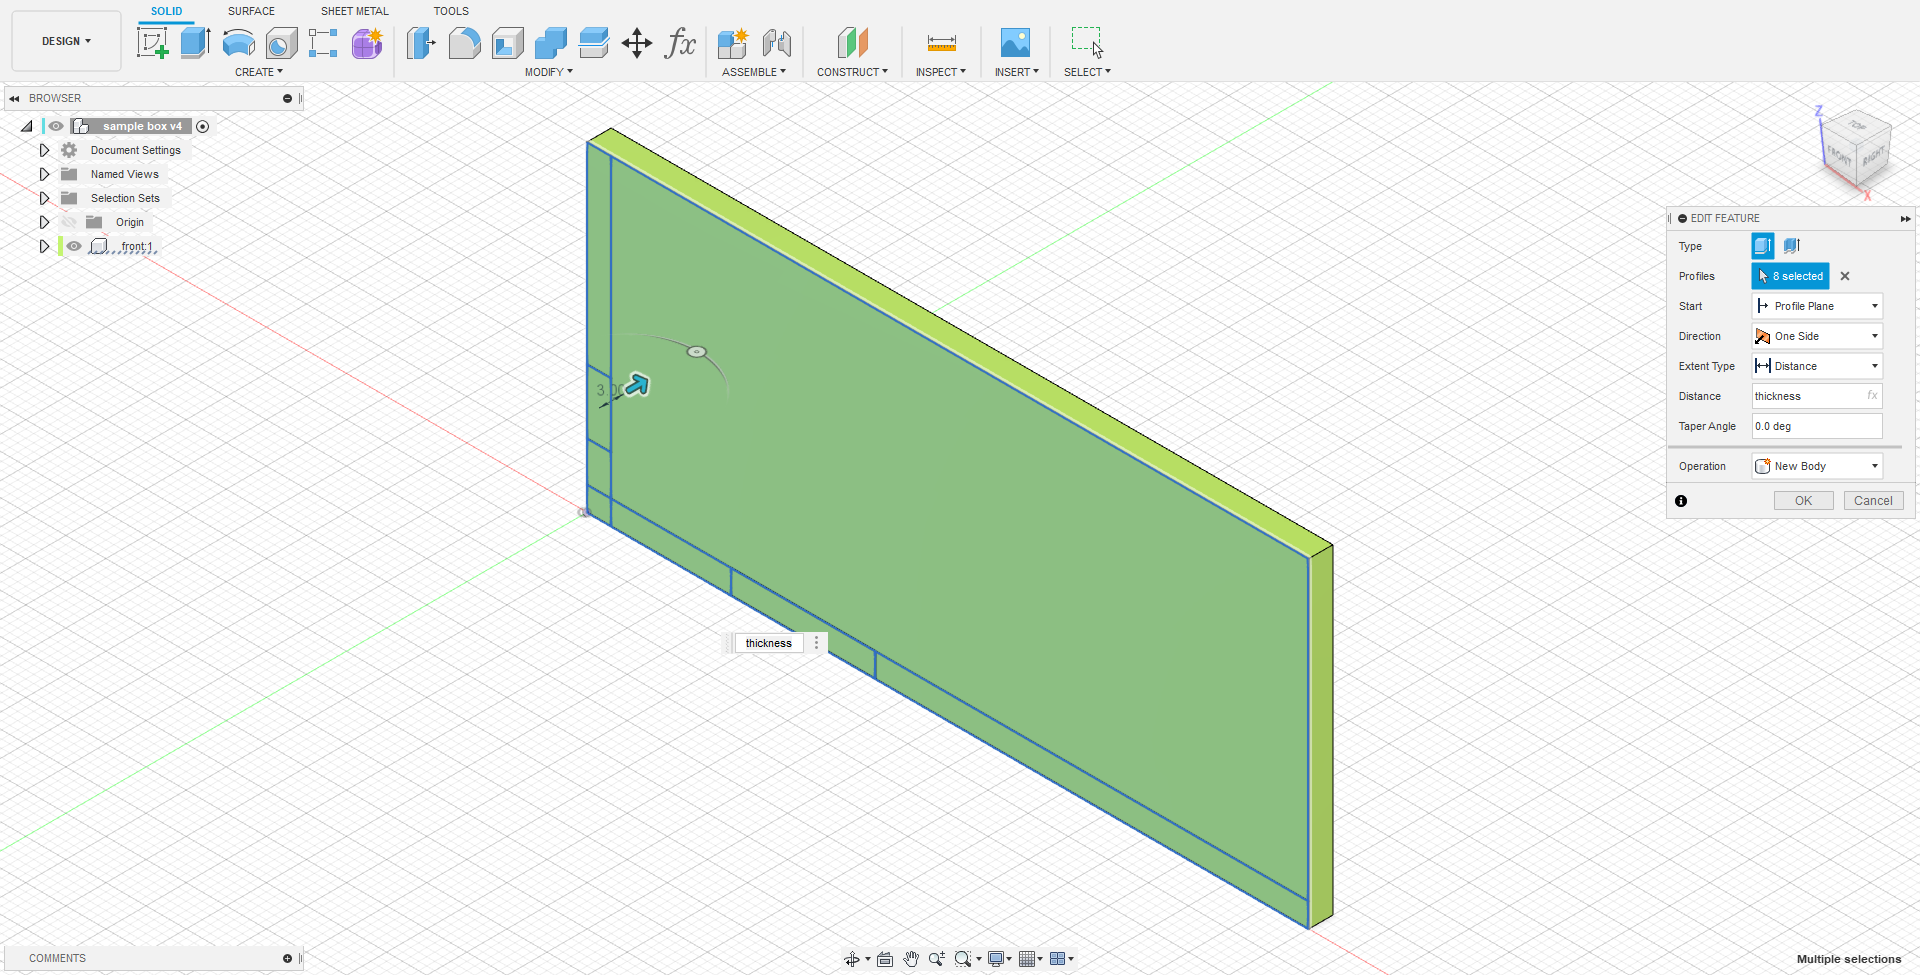 SOLID SURFACE SHEET METAL TOOLS
DESIGN
CREATE MODIFY ASSEMBLE CONSTRUCT INSPECT INSERT SELECT
fx
BROWSER
sample box v4
Document Settings
Named Views
Selection Sets
Origin
front:1
Z
TOP
FRONT
RIGHT
X
EDIT FEATURE
Type
Profiles 8 selected
Start Profile Plane
Direction One Side
Extent Type Distance
Distance thickness fx
Taper Angle 0.0 deg
Operation New Body
OK Cancel
3.00
thickness
COMMENTS
Multiple selections